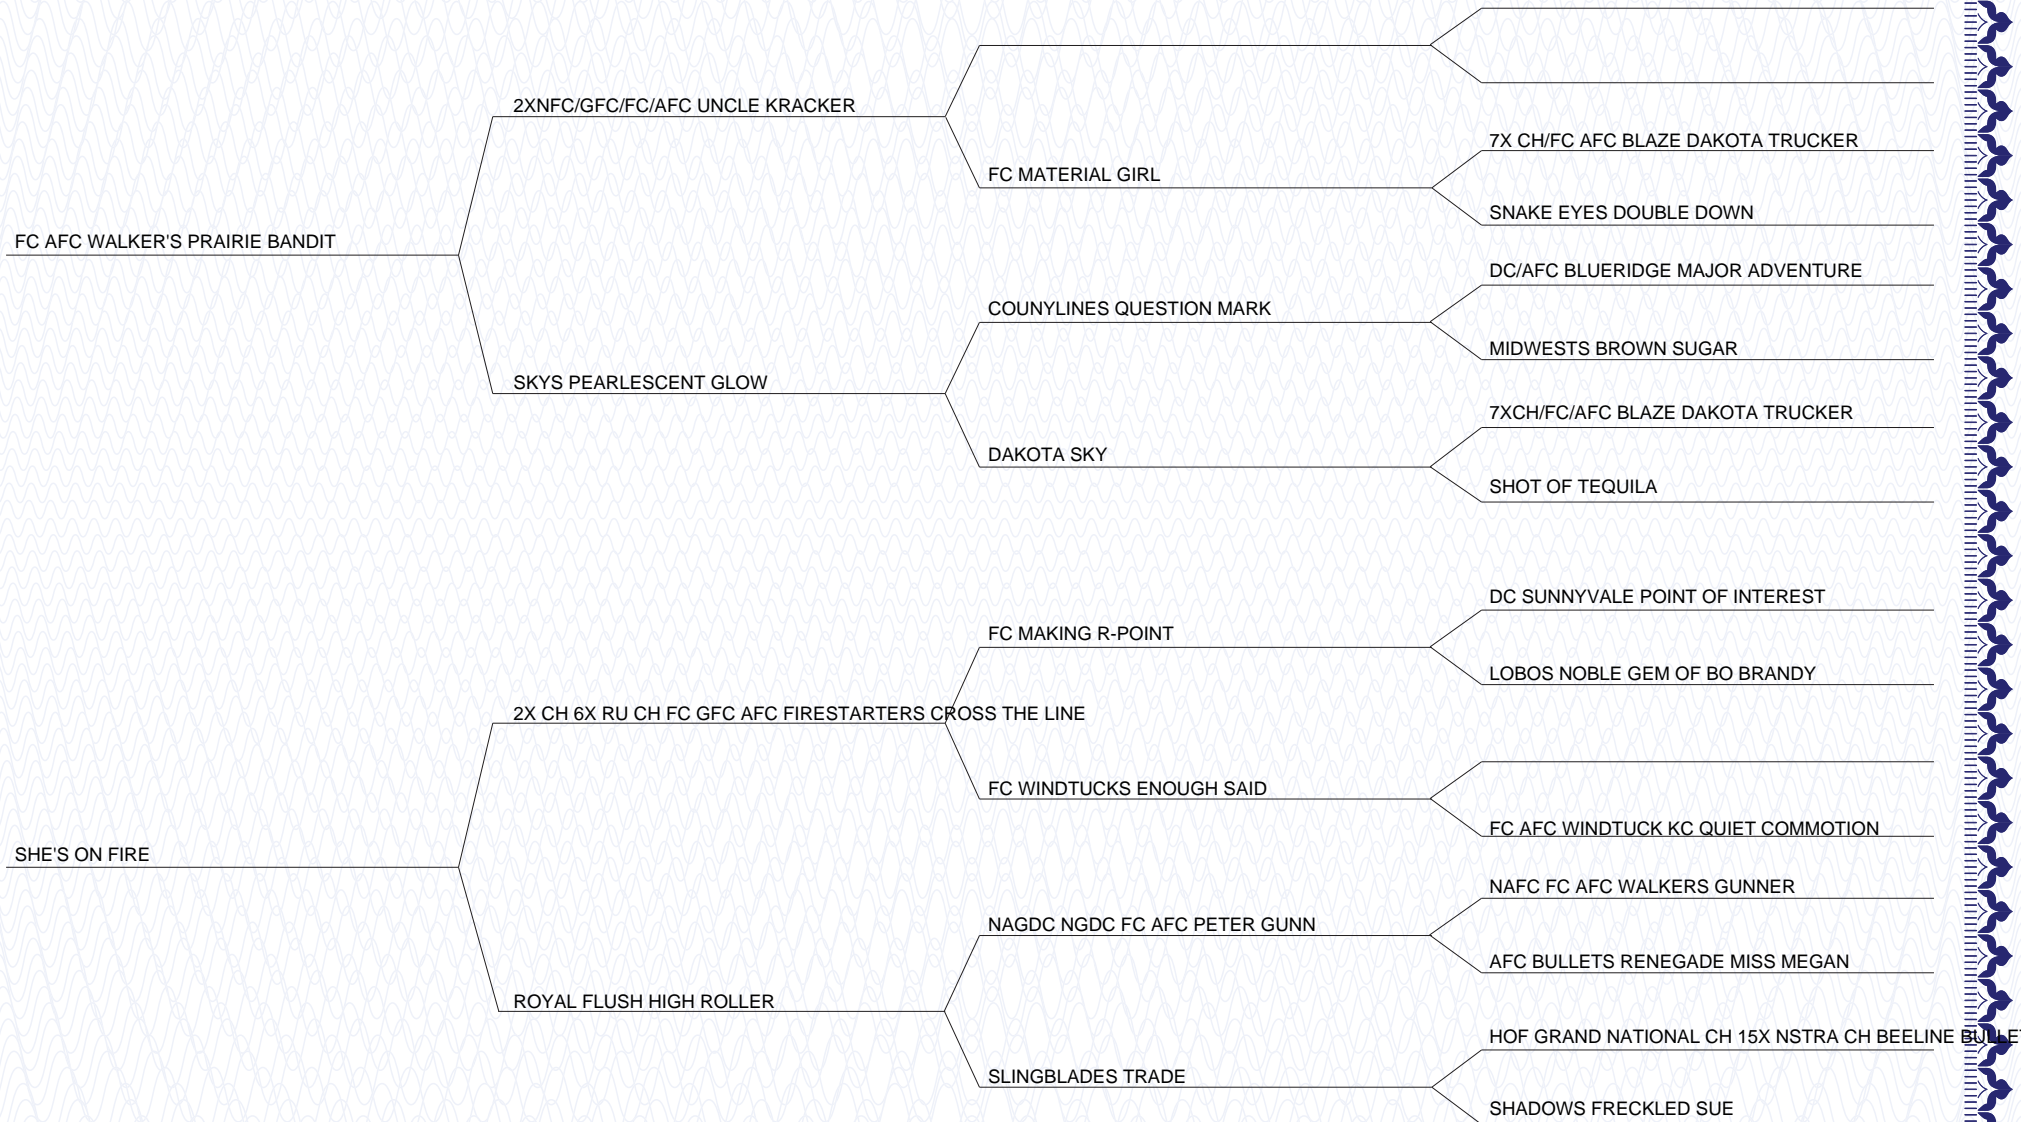 2XNFC/GFC/FC/AFC UNCLE KRACKER
7X CH/FC AFC BLAZE DAKOTA TRUCKER
FC MATERIAL GIRL
SNAKE EYES DOUBLE DOWN
FC AFC WALKER'S PRAIRIE BANDIT
DC/AFC BLUERIDGE MAJOR ADVENTURE
COUNYLINES QUESTION MARK
MIDWESTS BROWN SUGAR
SKYS PEARLESCENT GLOW
7XCH/FC/AFC BLAZE DAKOTA TRUCKER
DAKOTA SKY
SHOT OF TEQUILA
DC SUNNYVALE POINT OF INTEREST
FC MAKING R-POINT
LOBOS NOBLE GEM OF BO BRANDY
2X CH 6X RU CH FC GFC AFC FIRESTARTERS CROSS THE LINE
FC WINDTUCKS ENOUGH SAID
FC AFC WINDTUCK KC QUIET COMMOTION
SHE'S ON FIRE
NAFC FC AFC WALKERS GUNNER
NAGDC NGDC FC AFC PETER GUNN
AFC BULLETS RENEGADE MISS MEGAN
ROYAL FLUSH HIGH ROLLER
HOF GRAND NATIONAL CH 15X NSTRA CH BEELINE BULLET
SLINGBLADES TRADE
SHADOWS FRECKLED SUE